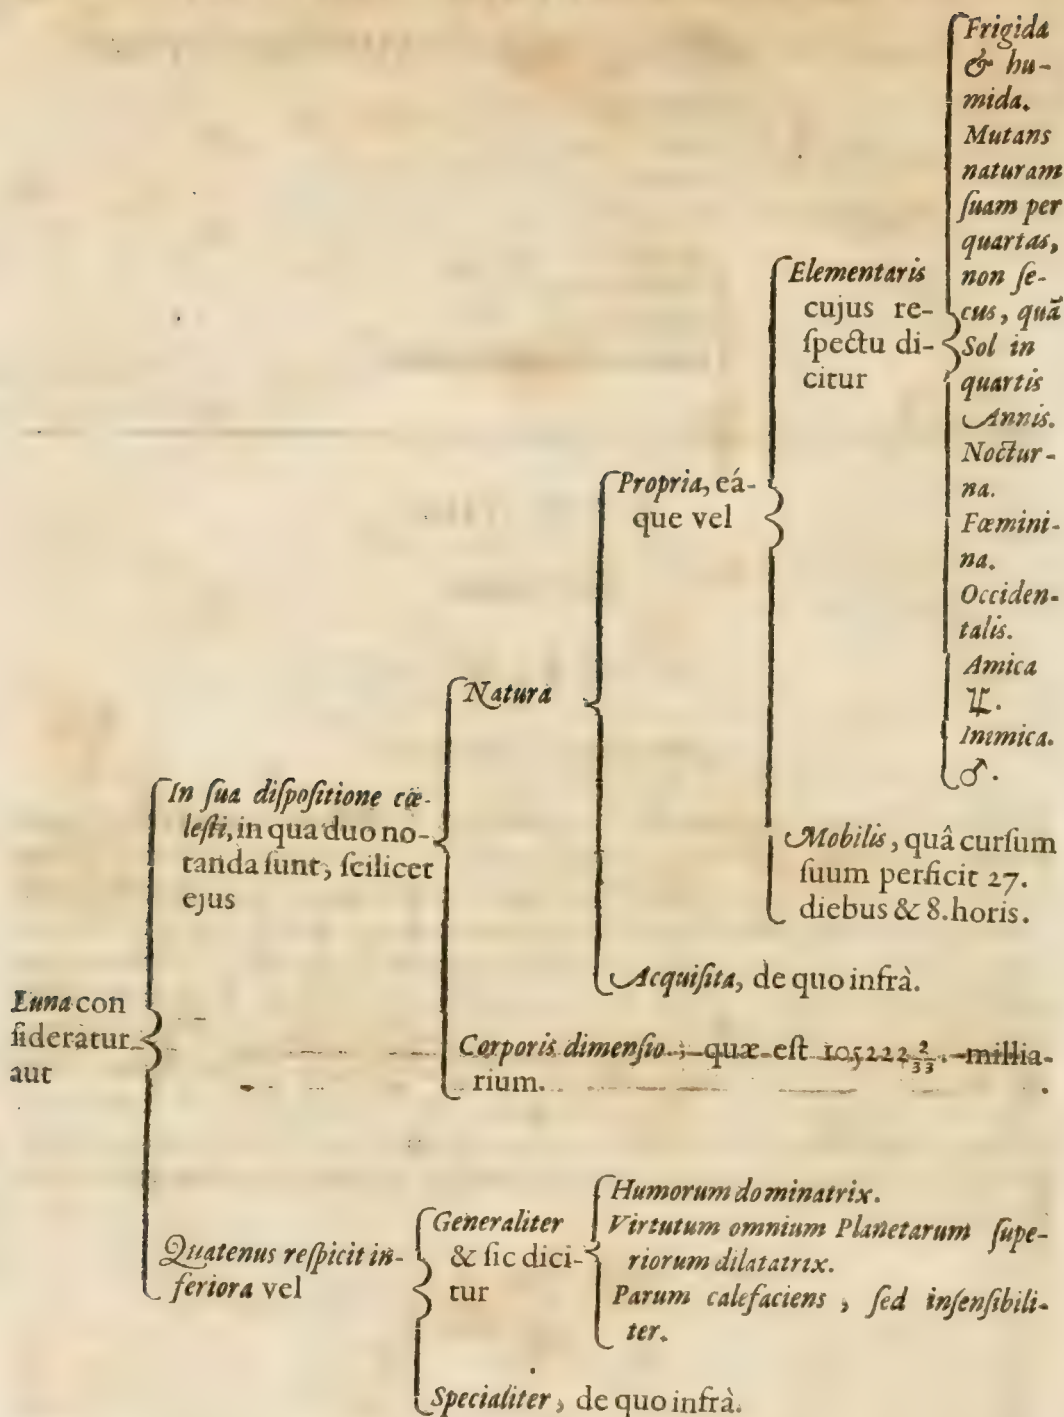 Luna con
ſideratur
aut
In ſua diſpoſitione cœ-
leſti, in qua duo no-
tanda ſunt, ſcilicet
ejus
Natura
Propria, eá-
que vel
Elementaris
cujus re-
ſpectu di-
citur
Frigida
& hu-
mida.
Mutans
naturam
ſuam per
quartas,
non ſe-
cus, quã
Sol in
quartis
Annis.
Noctur-
na.
Fœmini-
na.
Occiden-
talis.
Amica
♃.
Inimica.
♂.
Mobilis, quâ curſum
ſuum perficit 27.
diebus & 8. horis.
Acquiſita, de quo infrà.
Corporis dimenſio, quæ eſt 105222 2/33. millia-
rium.
Quatenus reſpicit in-
feriora vel
Generaliter
& ſic dici-
tur
Humorum dominatrix.
Virtutum omnium Planetarum ſupe-
riorum dilatatrix.
Parum calefaciens, ſed inſenſibili-
ter.
Specialiter, de quo infrà.